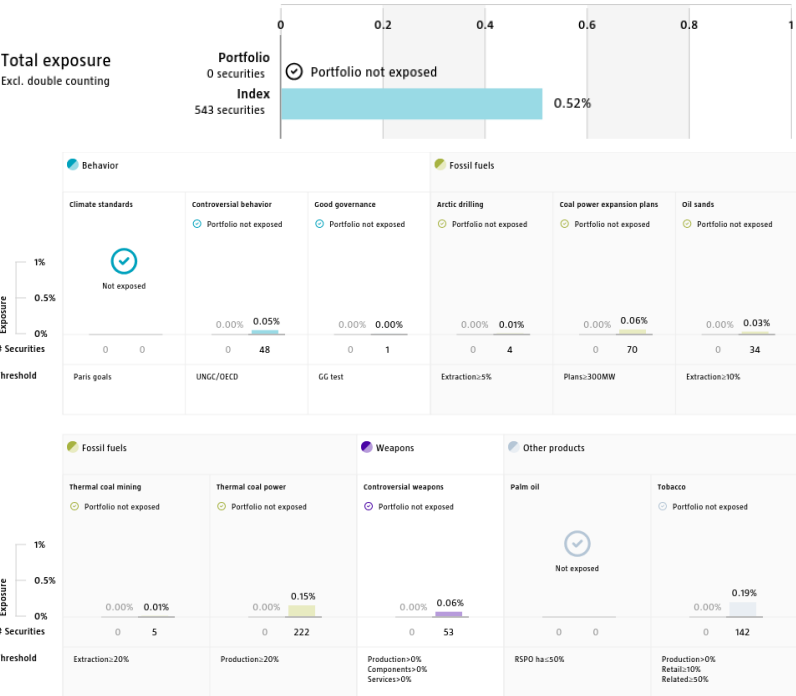 0 0.2 0.4 0.6 0.8 1
Total exposure
Excl. double counting
Portfolio
0 securities
Portfolio not exposed
Index
543 securities
0.52%
Behavior
Fossil fuels
Climate standards
Controversial behavior
Good governance
Arctic drilling
Coal power expansion plans
Oil sands
Portfolio not exposed
Portfolio not exposed
Portfolio not exposed
Portfolio not exposed
Portfolio not exposed
Not exposed
Exposure
1%
0.5%
0%
0.00% 0.05%
0.00% 0.00%
0.00% 0.01%
0.00% 0.06%
0.00% 0.03%
# Securities
0 0
0 48
0 1
0 4
0 70
0 34
hreshold
Paris goals
UNGC/OECD
GG test
Extraction≥5%
Plans≥300MW
Extraction≥10%
Fossil fuels
Weapons
Other products
Thermal coal mining
Thermal coal power
Controversial weapons
Palm oil
Tobacco
Portfolio not exposed
Portfolio not exposed
Portfolio not exposed
Portfolio not exposed
Not exposed
Exposure
1%
0.5%
0%
0.00% 0.01%
0.00% 0.15%
0.00% 0.06%
0.00% 0.19%
# Securities
0 5
0 222
0 53
0 0
0 142
hreshold
Extraction≥20%
Production≥20%
Production>0%
Components>0%
Services>0%
RSPO ha≤50%
Production>0%
Retail≥10%
Related≥50%